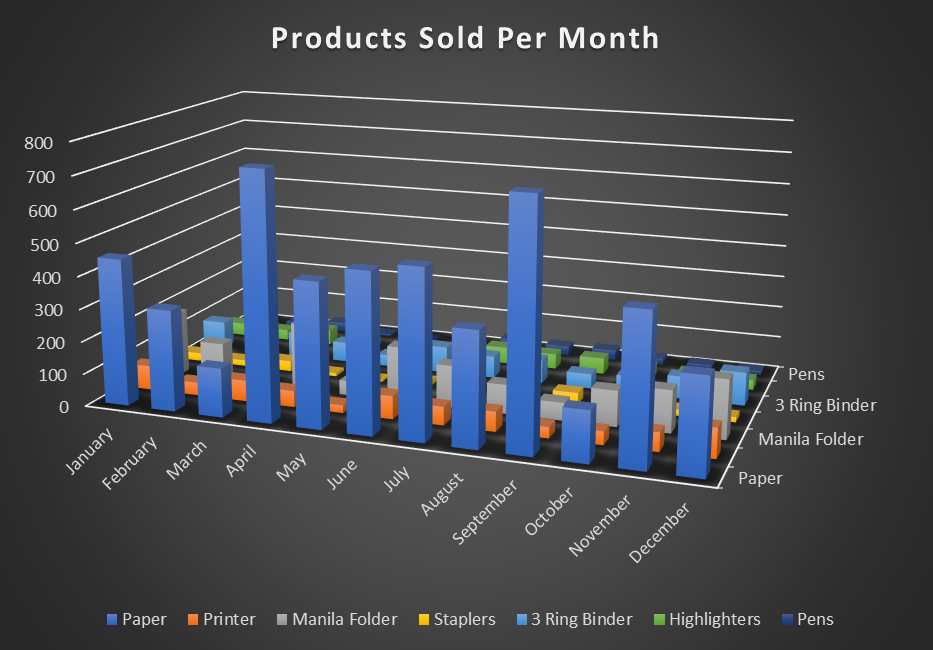 Products Sold Per Month
800
700
600
500
400
300
200
100
0
January
February
March
April
May
June
July
August
September
October
November
December
Pens
3 Ring Binder
Manila Folder
Paper
Paper Printer Manila Folder Staplers 3 Ring Binder Highlighters Pens